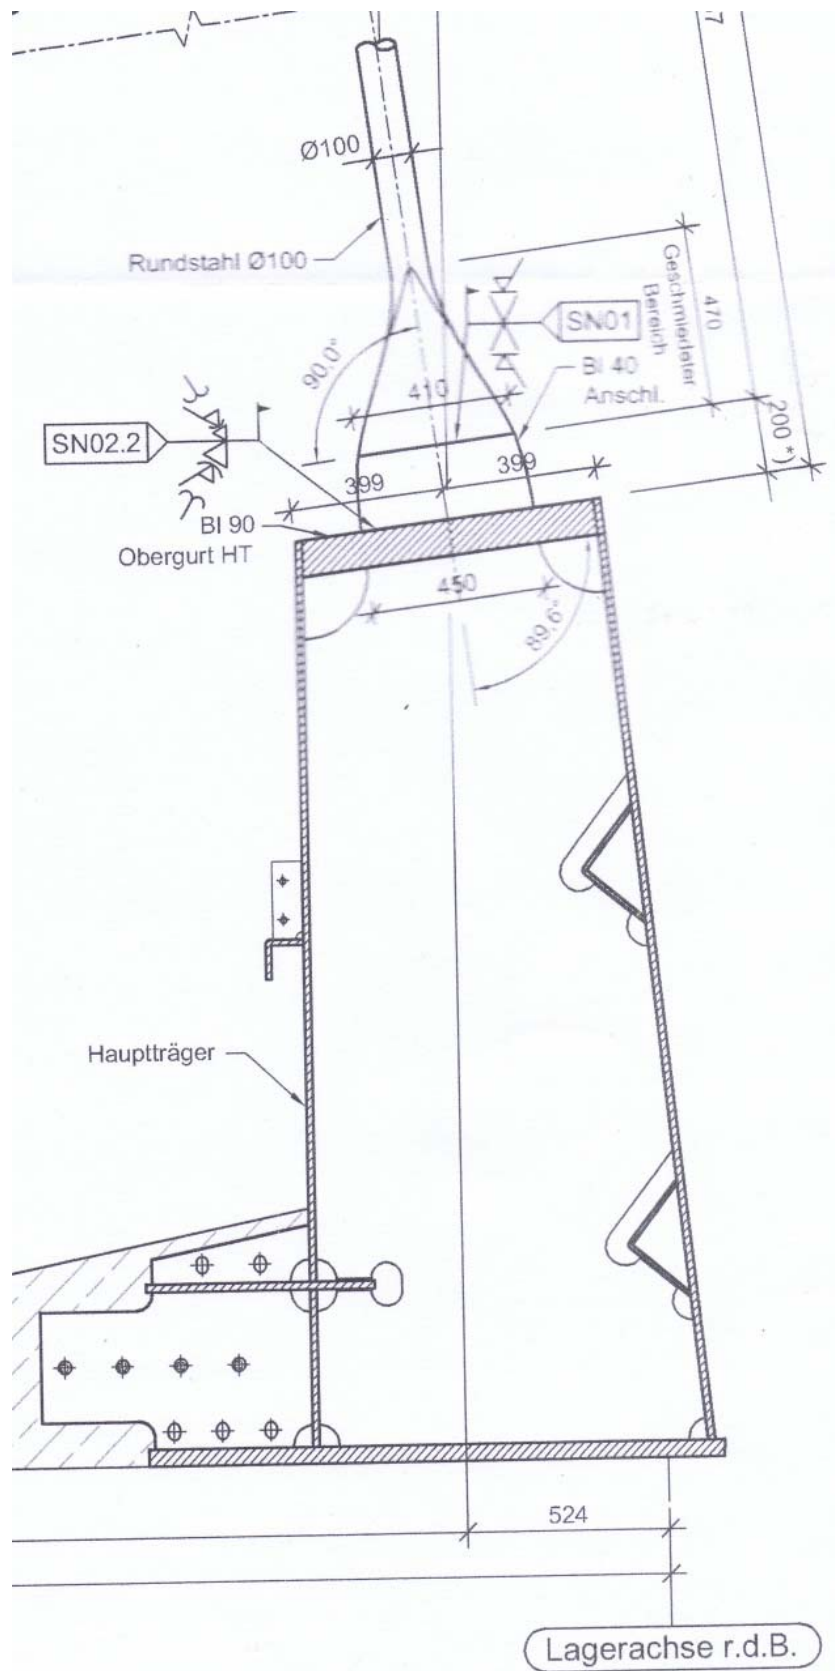 Ø100
Rundstahl Ø100
Geschmiedeter
Bereich
470
SN01
90.0°
410
Bl 40
Anschl.
200 *)
SN02.2
399
399
Bl 90
Obergurt HT
450
89.6°
Hauptträger
524
Lagerachse r.d.B.